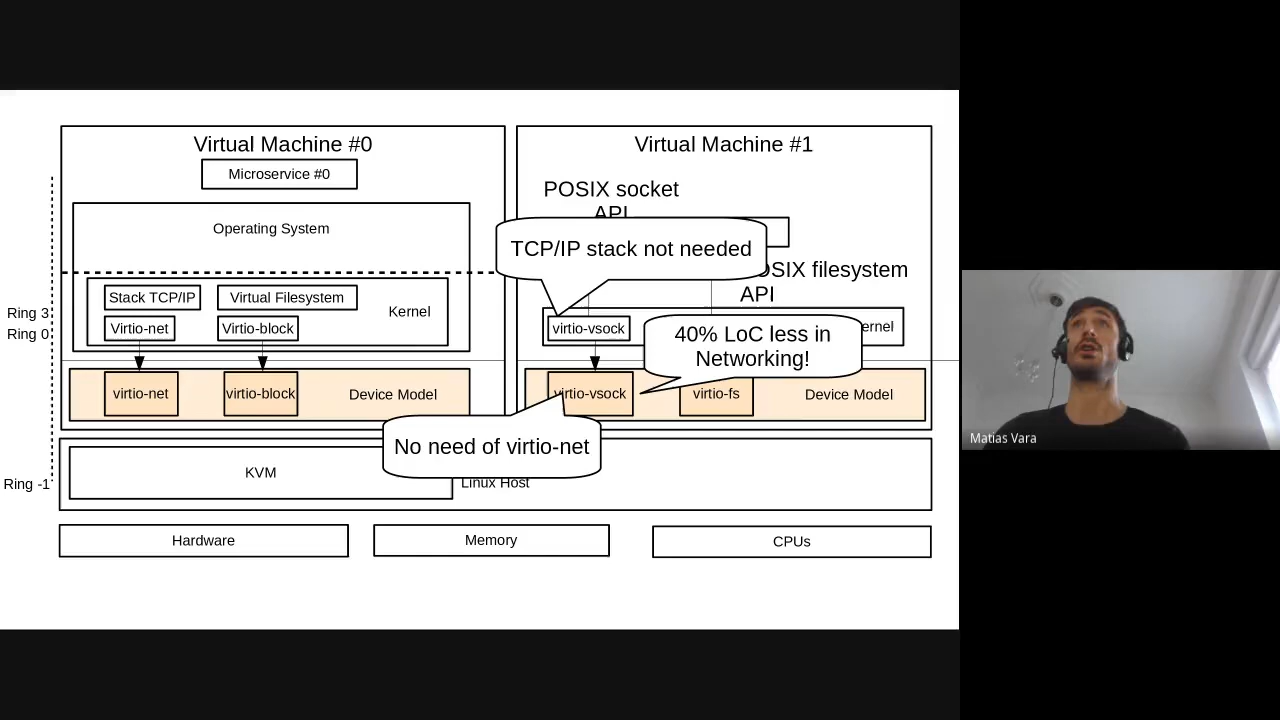 Virtual Machine #0
Microservice #0
Operating System
Stack TCP/IP
Virtual Filesystem
Kernel
Virtio-net
Virtio-block
virtio-net
virtio-block
Device Model
Virtual Machine #1
POSIX socket
API
TCP/IP stack not needed
filesystem
API
virtio-vsock
40% LoC less in
Networking!
virtio-vsock
virtio-fs
Device Model
No need of virtio-net
Ring 3
Ring 0
Ring -1
KVM
Linux Host
Hardware
Memory
CPUs
Matias Vara